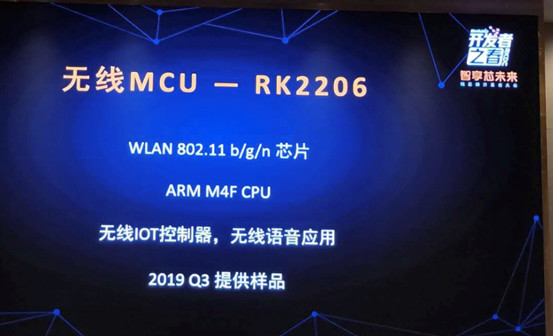 无线MCU — RK2206
开发者
之春
智享芯未来
WLAN 802.11 b/g/n 芯片
ARM M4F CPU
无线IOT控制器，无线语音应用
2019 Q3 提供样品